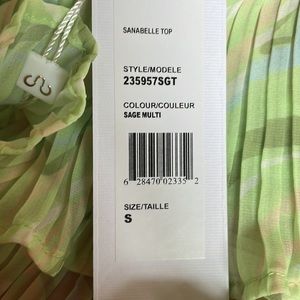 SANABELLE TOP
STYLE/MODELE
235957SGT
COLOUR/COULEUR
SAGE MULTI
6 28470 02335 2
SIZE/TAILLE
S